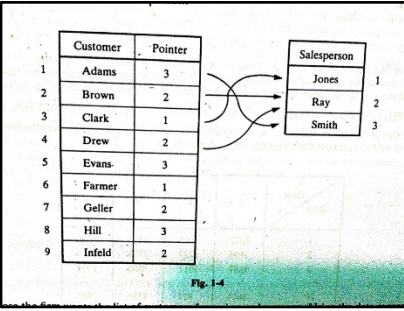 Customer Pointer
Salesperson
1 Adams 3
Jones 1
2 Brown 2
Ray 2
3 Clark 1
Smith 3
4 Drew 2
5 Evans 3
6 Farmer 1
7 Geller 2
8 Hill 3
9 Infeld 2
Fig. 1-4